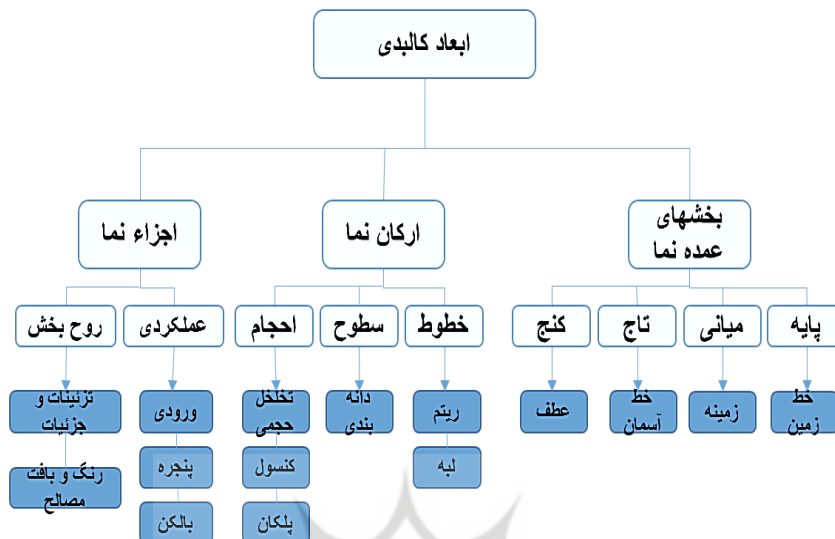 ابعاد کالبدی
بخشهای
عمده نما
ارکان نما
اجزاء نما
پایه
میانی
تاج
کنج
خطوط
سطوح
احجام
عملکردی
روح بخش
خط
زمین
زمینه
خط
آسمان
عطف
ریتم
دانه
بندی
تخلخل
حجمی
ورودی
تزئینات و
جزئیات
لبه
کنسول
پنجره
رنگ و بافت
مصالح
پلکان
بالکن